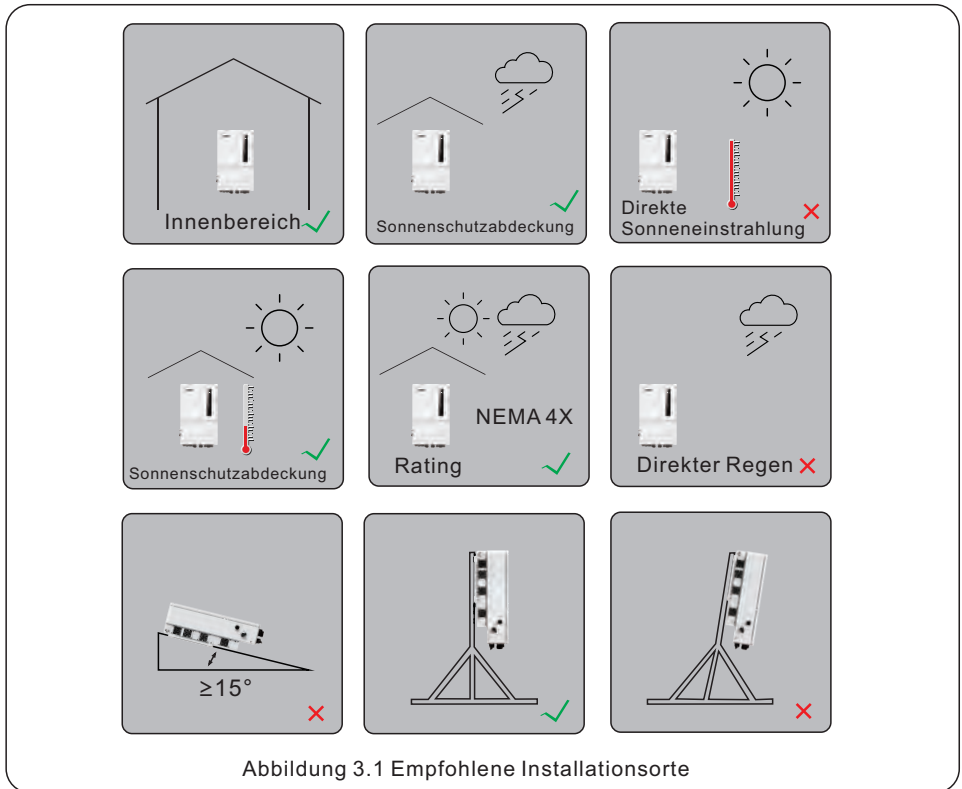 Innenbereich
Sonnenschutzabdeckung
Direkte
Sonneneinstrahlung
Sonnenschutzabdeckung
NEMA 4X
Rating
Direkter Regen
≥15°
Abbildung 3.1 Empfohlene Installationsorte